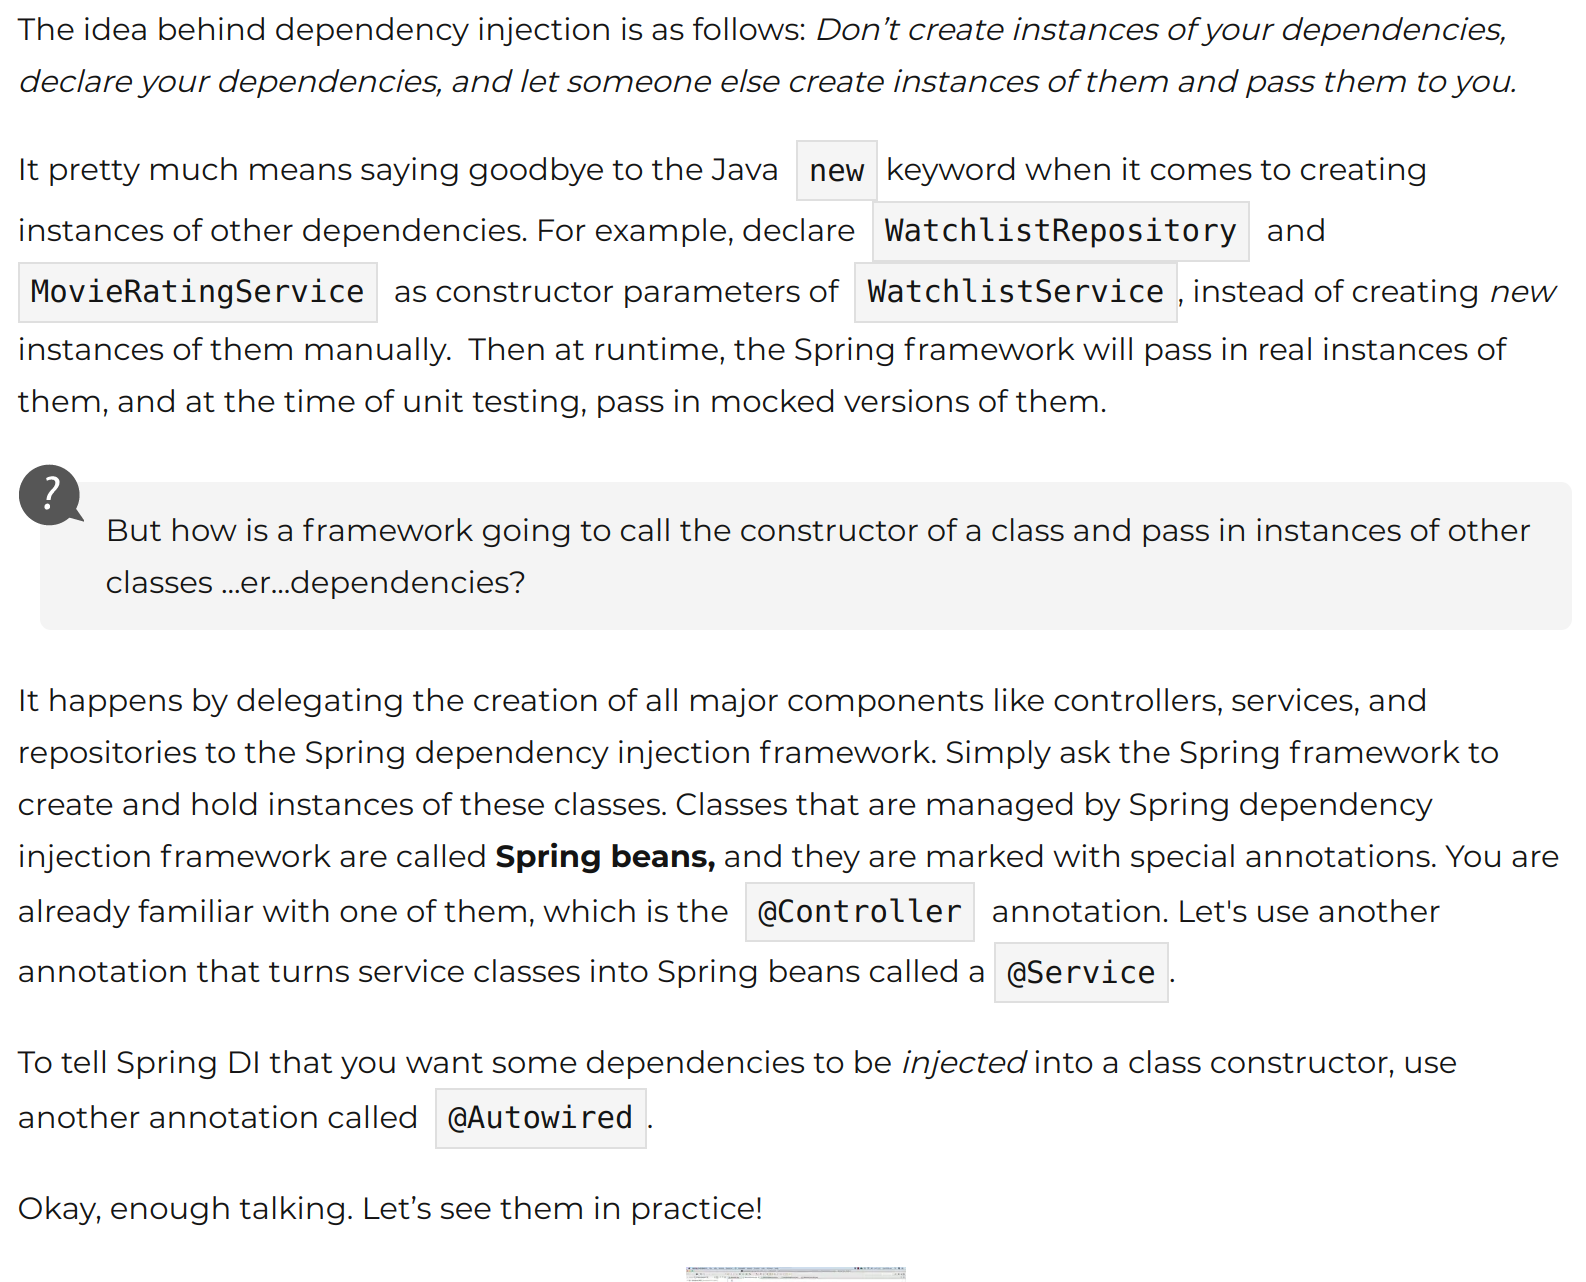 The idea behind dependency injection is as follows: Don’t create instances of your dependencies,
declare your dependencies, and let someone else create instances of them and pass them to you.
It pretty much means saying goodbye to the Java new keyword when it comes to creating
instances of other dependencies. For example, declare WatchlistRepository and
MovieRatingService as constructor parameters of WatchlistService, instead of creating new
instances of them manually. Then at runtime, the Spring framework will pass in real instances of
them, and at the time of unit testing, pass in mocked versions of them.
?
But how is a framework going to call the constructor of a class and pass in instances of other
classes ...er...dependencies?
It happens by delegating the creation of all major components like controllers, services, and
repositories to the Spring dependency injection framework. Simply ask the Spring framework to
create and hold instances of these classes. Classes that are managed by Spring dependency
injection framework are called Spring beans, and they are marked with special annotations. You are
already familiar with one of them, which is the @Controller annotation. Let's use another
annotation that turns service classes into Spring beans called a @Service.
To tell Spring DI that you want some dependencies to be injected into a class constructor, use
another annotation called @Autowired.
Okay, enough talking. Let’s see them in practice!